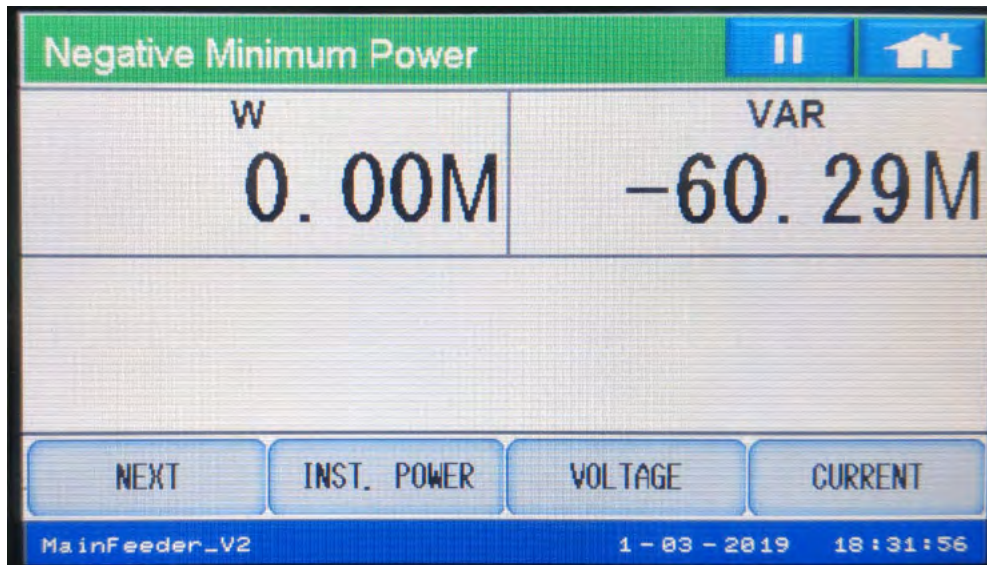 Negative Minimum Power
W VAR
0.00M -60.29M
NEXT INST. POWER VOLTAGE CURRENT
MainFeeder_V2 1-03-2019 18:31:56